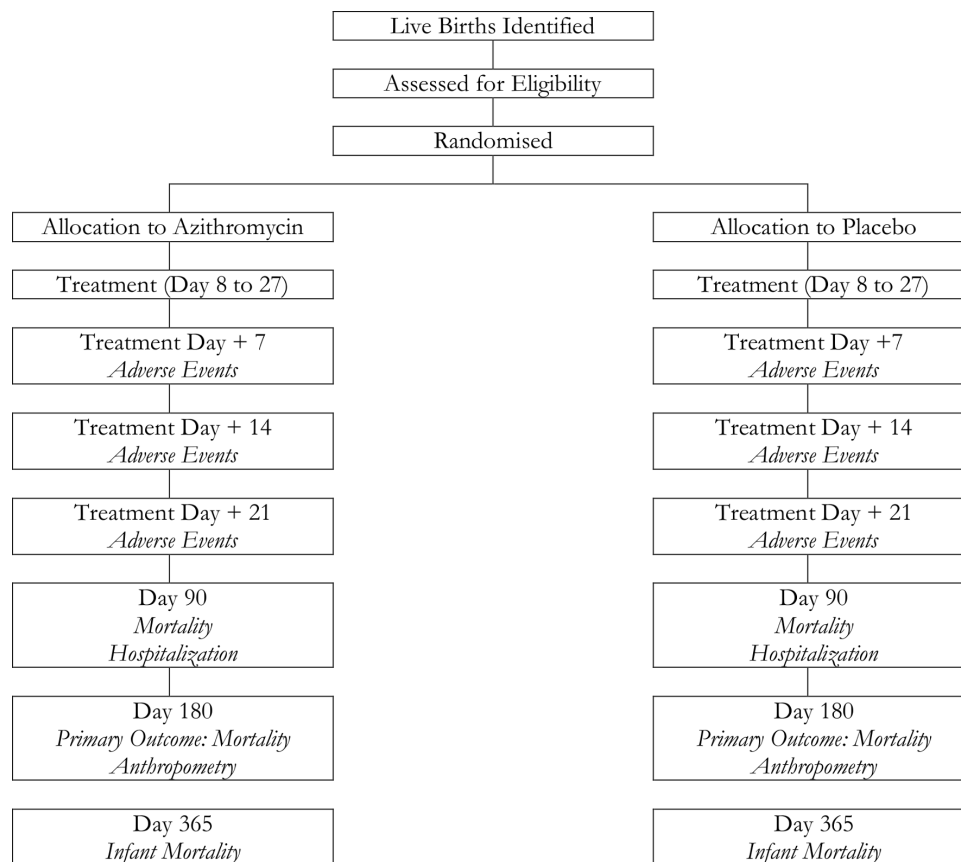 Live Births Identified
Assessed for Eligibility
Randomised
Allocation to Azithromycin
Treatment (Day 8 to 27)
Treatment Day + 7
Adverse Events
Treatment Day + 14
Adverse Events
Treatment Day + 21
Adverse Events
Day 90
Mortality
Hospitalization
Day 180
Primary Outcome: Mortality
Anthropometry
Day 365
Infant Mortality
Allocation to Placebo
Treatment (Day 8 to 27)
Treatment Day +7
Adverse Events
Treatment Day + 14
Adverse Events
Treatment Day + 21
Adverse Events
Day 90
Mortality
Hospitalization
Day 180
Primary Outcome: Mortality
Anthropometry
Day 365
Infant Mortality